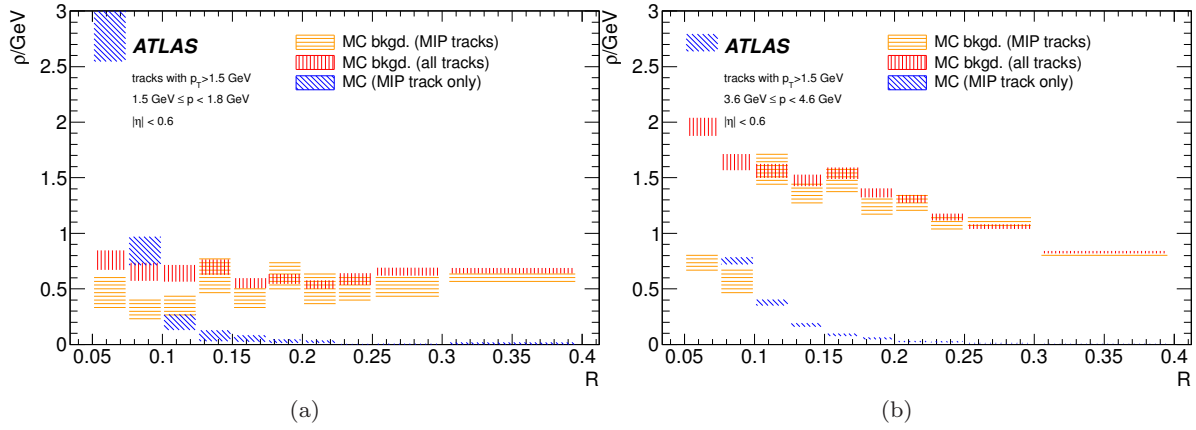 ρ/GeV
3
2.5
2
1.5
1
0.5
0
ATLAS
tracks with p_T>1.5 GeV
1.5 GeV ≤ p < 1.8 GeV
|η| < 0.6
MC bkgd. (MIP tracks)
MC bkgd. (all tracks)
MC (MIP track only)
0.05 0.1 0.15 0.2 0.25 0.3 0.35 0.4
R
(a)
ρ/GeV
3
2.5
2
1.5
1
0.5
0
ATLAS
tracks with p_T>1.5 GeV
3.6 GeV ≤ p < 4.6 GeV
|η| < 0.6
MC bkgd. (MIP tracks)
MC bkgd. (all tracks)
MC (MIP track only)
0.05 0.1 0.15 0.2 0.25 0.3 0.35 0.4
R
(b)